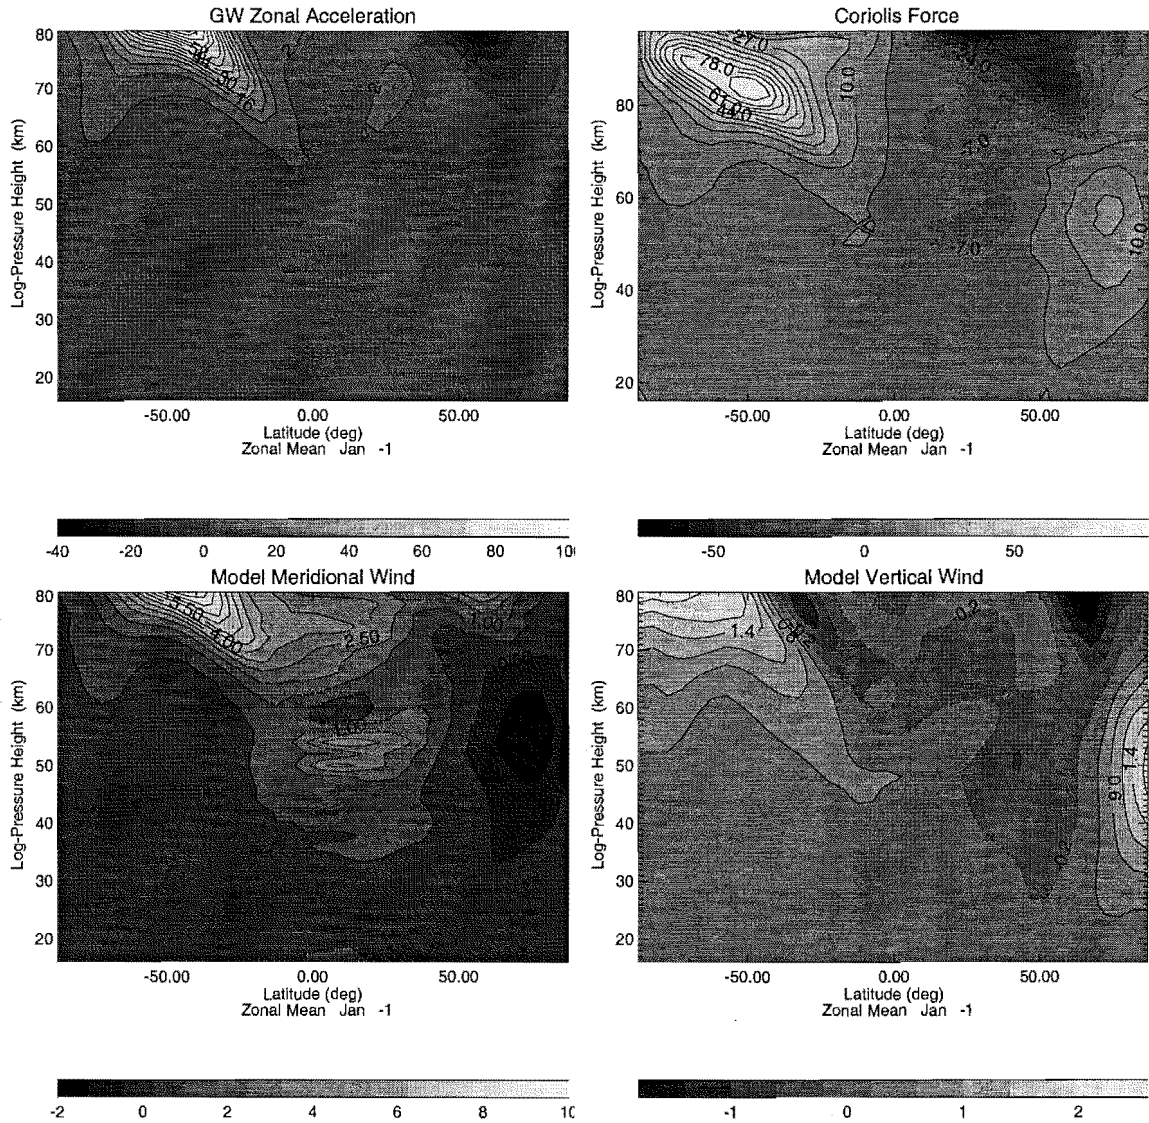 GW Zonal Acceleration
80
70
60
50
40
30
20
Log-Pressure Height (km)
-50.00 0.00 50.00
Latitude (deg)
Zonal Mean Jan -1
-40 -20 0 20 40 60 80
Coriolis Force
27.0
78.0
10.0
-24.0
-7.0
10.0
80
60
40
20
Log-Pressure Height (km)
-50.00 0.00 50.00
Latitude (deg)
Zonal Mean Jan -1
-50 0 50
Model Meridional Wind
5.50
4.00
2.50
1.00
80
70
60
50
40
30
20
Log-Pressure Height (km)
-50.00 0.00 50.00
Latitude (deg)
Zonal Mean Jan -1
-2 0 2 4 6 8
Model Vertical Wind
1.4
-0.2
1.4
0.2
80
70
60
50
40
30
20
Log-Pressure Height (km)
-50.00 0.00 50.00
Latitude (deg)
Zonal Mean Jan -1
-1 0 1 2